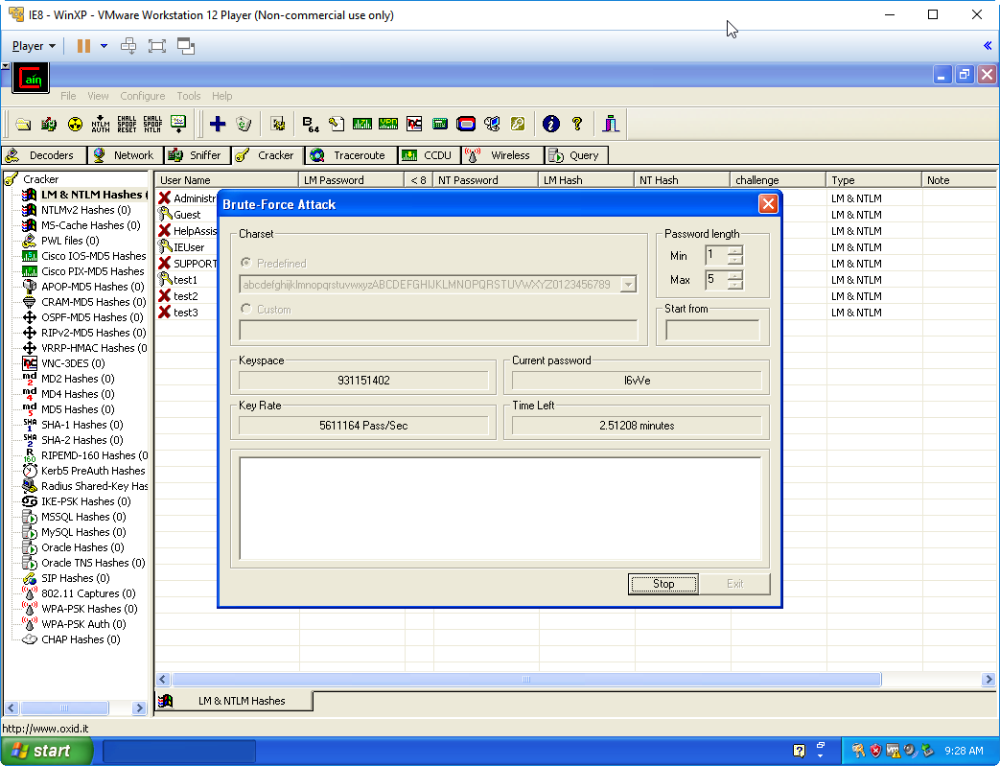 IE8 - WinXP - VMware Workstation 12 Player (Non-commercial use only)
Player
Cain
File View Configure Tools Help
NTLM AUTH CHALL SPOOF RESET CHALL SPOOF NTLM B64
Decoders Network Sniffer Cracker Traceroute CCDU Wireless Query
Cracker
LM & NTLM Hashes (
NTLMv2 Hashes (0)
MS-Cache Hashes (0)
PWL files (0)
Cisco IOS-MD5 Hashes
Cisco PIX-MD5 Hashes
APOP-MD5 Hashes (0)
CRAM-MD5 Hashes (0)
OSPF-MD5 Hashes (0)
RIPv2-MD5 Hashes (0)
VRRP-HMAC Hashes (0
VNC-3DES (0)
MD2 Hashes (0)
MD4 Hashes (0)
MD5 Hashes (0)
SHA-1 Hashes (0)
SHA-2 Hashes (0)
RIPEMD-160 Hashes (0
Kerb5 PreAuth Hashes
Radius Shared-Key Has
IKE-PSK Hashes (0)
MSSQL Hashes (0)
MySQL Hashes (0)
Oracle Hashes (0)
Oracle TNS Hashes (0)
SIP Hashes (0)
802.11 Captures (0)
WPA-PSK Hashes (0)
WPA-PSK Auth (0)
CHAP Hashes (0)
User Name LM Password < 8 NT Password LM Hash NT Hash challenge Type Note
Administr LM & NTLM
Guest LM & NTLM
HelpAssis LM & NTLM
IEUser LM & NTLM
SUPPORT LM & NTLM
test1 LM & NTLM
test2 LM & NTLM
test3 LM & NTLM
Brute-Force Attack
Charset
Predefined
abcdefghijklmnopqrstuvwxyzABCDEFGHIJKLMNOPQRSTUVWXYZ0123456789
Custom
Password length
Min 1
Max 5
Start from
Keyspace
931151402
Current password
l6vVe
Key Rate
5611164 Pass/Sec
Time Left
2.51208 minutes
Stop Exit
LM & NTLM Hashes
http://www.oxid.it
start
9:28 AM